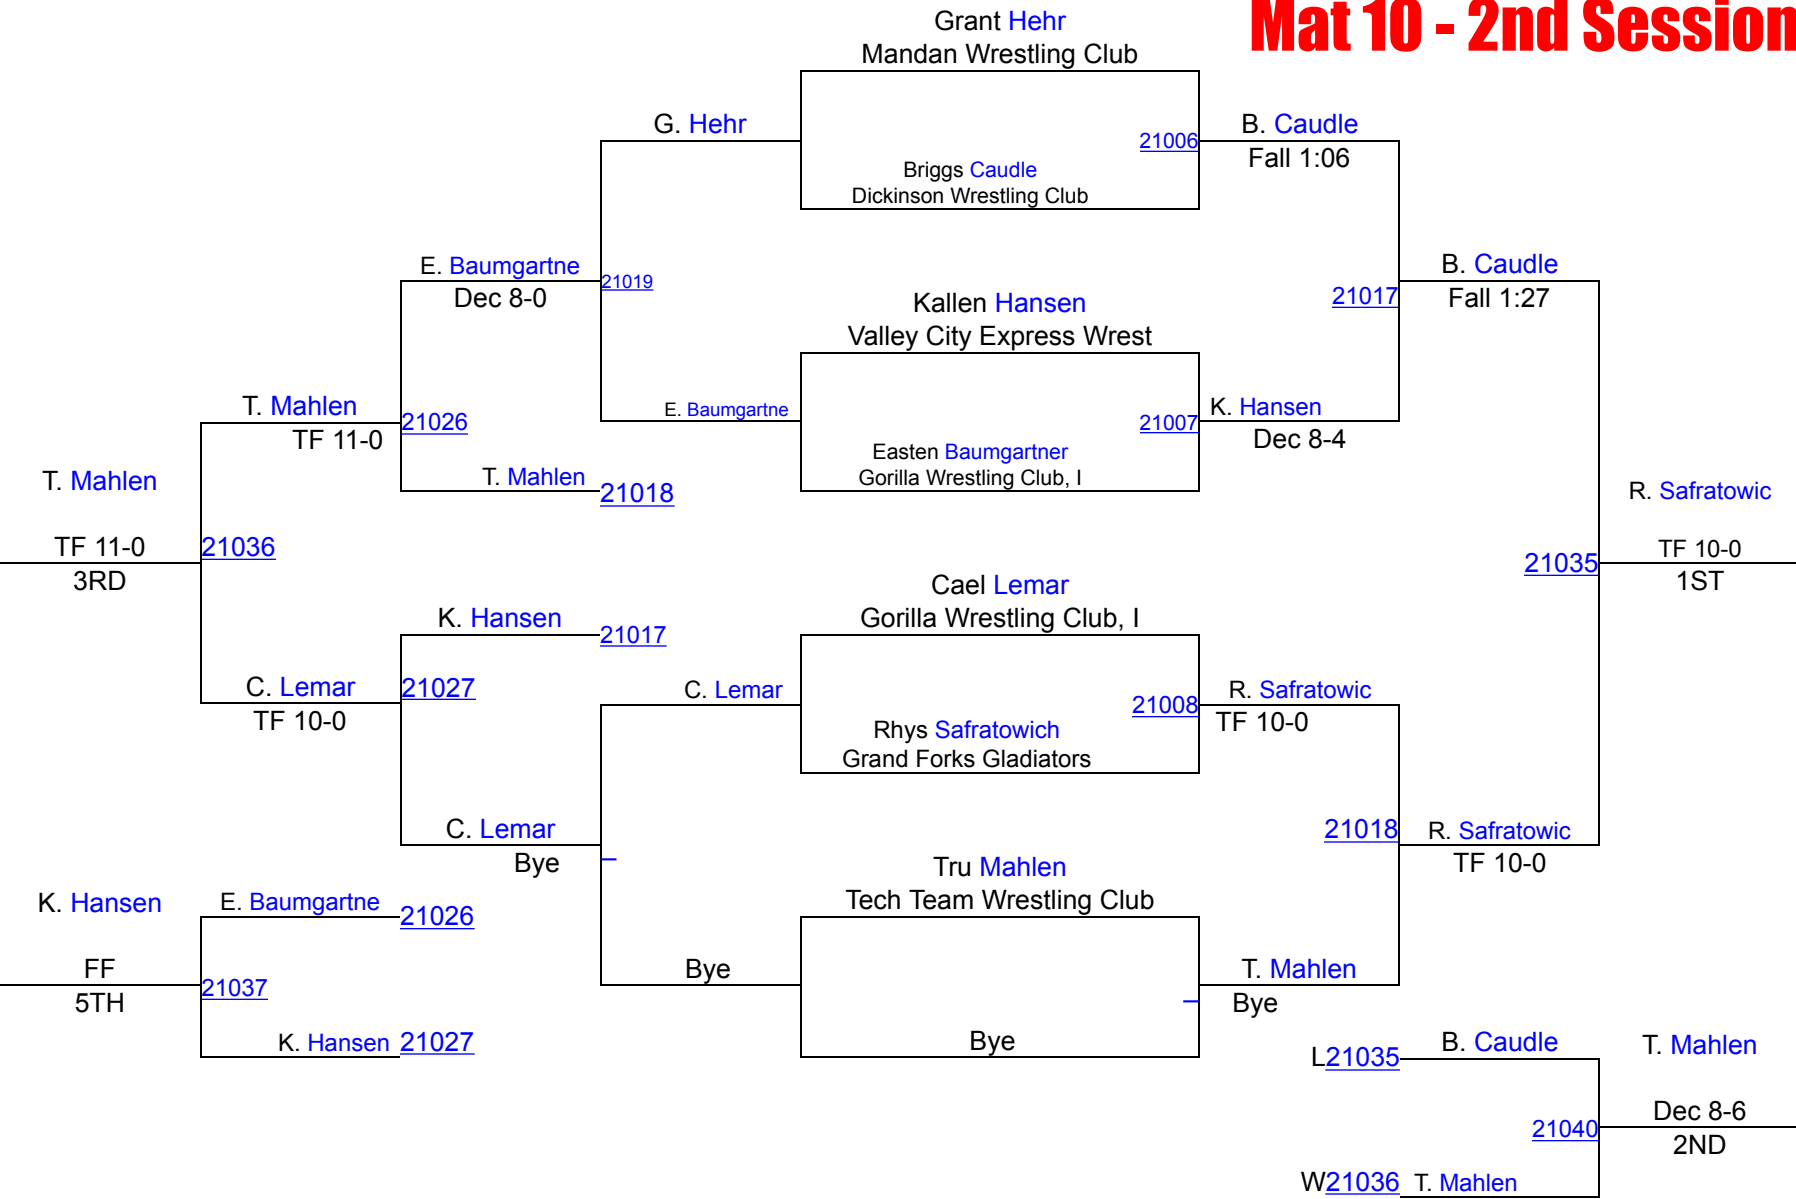 Mat 10 - 2nd Session
Grant Hehr
Mandan Wrestling Club
G. Hehr
21006
B. Caudle
Fall 1:06
Briggs Caudle
Dickinson Wrestling Club
E. Baumgartne
Dec 8-0
21019
B. Caudle
Fall 1:27
21017
Kallen Hansen
Valley City Express Wrest
E. Baumgartne
21007
K. Hansen
Dec 8-4
Easten Baumgartner
Gorilla Wrestling Club, I
T. Mahlen
TF 11-0
21026
T. Mahlen
21018
T. Mahlen
TF 11-0
3RD
21036
R. Safratowic
TF 10-0
1ST
21035
Cael Lemar
Gorilla Wrestling Club, I
K. Hansen
21017
C. Lemar
TF 10-0
21027
C. Lemar
21008
R. Safratowic
TF 10-0
Rhys Safratowich
Grand Forks Gladiators
C. Lemar
Bye
21018
R. Safratowic
TF 10-0
Tru Mahlen
Tech Team Wrestling Club
K. Hansen
FF
5TH
E. Baumgartne
21026
21037
K. Hansen
21027
Bye
T. Mahlen
Bye
Bye
L21035
B. Caudle
T. Mahlen
Dec 8-6
2ND
21040
W21036
T. Mahlen